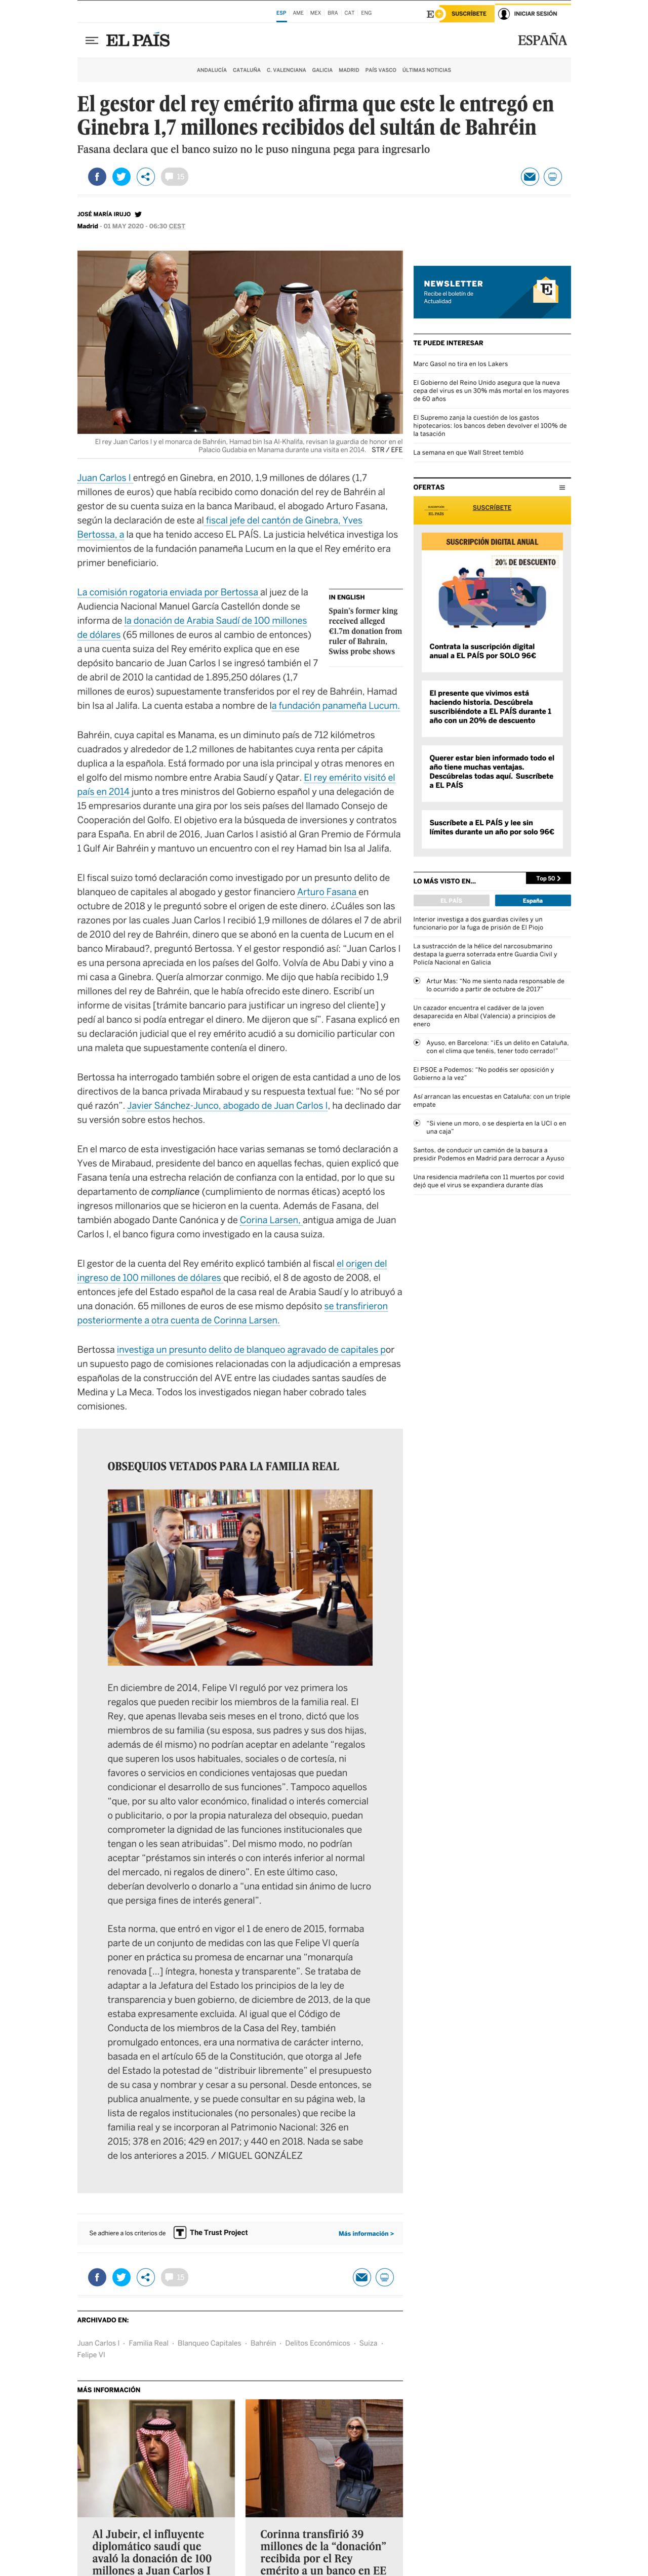 ESP AME MEX BRA CAT ENG
SUSCRÍBETE
INICIAR SESIÓN
EL PAÍS
ESPAÑA
ANDALUCÍA CATALUÑA C. VALENCIANA GALICIA MADRID PAÍS VASCO ÚLTIMAS NOTICIAS
El gestor del rey emérito afirma que este le entregó en
Ginebra 1,7 millones recibidos del sultán de Bahréin
Fasana declara que el banco suizo no le puso ninguna pega para ingresarlo
15
JOSÉ MARÍA IRUJO
Madrid - 01 MAY 2020 - 06:30 CEST
El rey Juan Carlos I y el monarca de Bahréin, Hamad bin Isa Al-Khalifa, revisan la guardia de honor en el
Palacio Gudabia en Manama durante una visita en 2014. STR / EFE
Juan Carlos I entregó en Ginebra, en 2010, 1,9 millones de dólares (1,7
millones de euros) que había recibido como donación del rey de Bahréin al
gestor de su cuenta suiza en la banca Maribaud, el abogado Arturo Fasana,
según la declaración de este al fiscal jefe del cantón de Ginebra, Yves
Bertossa, a la que ha tenido acceso EL PAÍS. La justicia helvética investiga los
movimientos de la fundación panameña Lucum en la que el Rey emérito era
primer beneficiario.
La comisión rogatoria enviada por Bertossa al juez de la
Audiencia Nacional Manuel García Castellón donde se
informa de la donación de Arabia Saudí de 100 millones
de dólares (65 millones de euros al cambio de entonces)
a una cuenta suiza del Rey emérito explica que en ese
depósito bancario de Juan Carlos I se ingresó también el 7
de abril de 2010 la cantidad de 1.895,250 dólares (1,7
millones de euros) supuestamente transferidos por el rey de Bahréin, Hamad
bin Isa al Jalifa. La cuenta estaba a nombre de la fundación panameña Lucum.
IN ENGLISH
Spain's former king
received alleged
€1.7m donation from
ruler of Bahrain,
Swiss probe shows
Bahréin, cuya capital es Manama, es un diminuto país de 712 kilómetros
cuadrados y alrededor de 1,2 millones de habitantes cuya renta per cápita
duplica a la española. Está formado por una isla principal y otras menores en
el golfo del mismo nombre entre Arabia Saudí y Qatar. El rey emérito visitó el
país en 2014 junto a tres ministros del Gobierno español y una delegación de
15 empresarios durante una gira por los seis países del llamado Consejo de
Cooperación del Golfo. El objetivo era la búsqueda de inversiones y contratos
para España. En abril de 2016, Juan Carlos I asistió al Gran Premio de Fórmula
1 Gulf Air Bahréin y mantuvo un encuentro con el rey Hamad bin Isa al Jalifa.
El fiscal suizo tomó declaración como investigado por un presunto delito de
blanqueo de capitales al abogado y gestor financiero Arturo Fasana en
octubre de 2018 y le preguntó sobre el origen de este dinero. ¿Cuáles son las
razones por las cuales Juan Carlos I recibió 1,9 millones de dólares el 7 de abril
de 2010 del rey de Bahréin, dinero que se abonó en la cuenta de Lucum en el
banco Mirabaud?, preguntó Bertossa. Y el gestor respondió así: “Juan Carlos I
es una persona apreciada en los países del Golfo. Volvía de Abu Dabi y vino a
mi casa a Ginebra. Quería almorzar conmigo. Me dijo que había recibido 1,9
millones del rey de Bahréin, que le había ofrecido este dinero. Escribí un
informe de visitas [trámite bancario para justificar un ingreso del cliente] y
pedí al banco si podía entregar el dinero. Me dijeron que sí”. Fasana explicó en
su declaración judicial que el rey emérito acudió a su domicilio particular con
una maleta que supuestamente contenía el dinero.
Bertossa ha interrogado también sobre el origen de esta cantidad a uno de los
directivos de la banca privada Mirabaud y su respuesta textual fue: “No sé por
qué razón”. Javier Sánchez-Junco, abogado de Juan Carlos I, ha declinado dar
su versión sobre estos hechos.
En el marco de esta investigación hace varias semanas se tomó declaración a
Yves de Mirabaud, presidente del banco en aquellas fechas, quien explicó que
Fasana tenía una estrecha relación de confianza con la entidad, por lo que su
departamento de compliance (cumplimiento de normas éticas) aceptó los
ingresos millonarios que se hicieron en la cuenta. Además de Fasana, del
también abogado Dante Canónica y de Corina Larsen, antigua amiga de Juan
Carlos I, el banco figura como investigado en la causa suiza.
El gestor de la cuenta del Rey emérito explicó también al fiscal el origen del
ingreso de 100 millones de dólares que recibió, el 8 de agosto de 2008, el
entonces jefe del Estado español de la casa real de Arabia Saudí y lo atribuyó a
una donación. 65 millones de euros de ese mismo depósito se transfirieron
posteriormente a otra cuenta de Corinna Larsen.
Bertossa investiga un presunto delito de blanqueo agravado de capitales por
un supuesto pago de comisiones relacionadas con la adjudicación a empresas
españolas de la construcción del AVE entre las ciudades santas saudíes de
Medina y La Meca. Todos los investigados niegan haber cobrado tales
comisiones.
OBSEQUIOS VETADOS PARA LA FAMILIA REAL
En diciembre de 2014, Felipe VI reguló por vez primera los
regalos que pueden recibir los miembros de la familia real. El
Rey, que apenas llevaba seis meses en el trono, dictó que los
miembros de su familia (su esposa, sus padres y sus dos hijas,
además de él mismo) no podrían aceptar en adelante “regalos
que superen los usos habituales, sociales o de cortesía, ni
favores o servicios en condiciones ventajosas que puedan
condicionar el desarrollo de sus funciones”. Tampoco aquellos
“que, por su alto valor económico, finalidad o interés comercial
o publicitario, o por la propia naturaleza del obsequio, puedan
comprometer la dignidad de las funciones institucionales que
tengan o les sean atribuidas”. Del mismo modo, no podrían
aceptar “préstamos sin interés o con interés inferior al normal
del mercado, ni regalos de dinero”. En este último caso,
deberían devolverlo o donarlo a “una entidad sin ánimo de lucro
que persiga fines de interés general”.
Esta norma, que entró en vigor el 1 de enero de 2015, formaba
parte de un conjunto de medidas con las que Felipe VI quería
poner en práctica su promesa de encarnar una “monarquía
renovada [...] íntegra, honesta y transparente”. Se trataba de
adaptar a la Jefatura del Estado los principios de la ley de
transparencia y buen gobierno, de diciembre de 2013, de la que
estaba expresamente excluida. Al igual que el Código de
Conducta de los miembros de la Casa del Rey, también
promulgado entonces, era una normativa de carácter interno,
basada en el artículo 65 de la Constitución, que otorga al Jefe
del Estado la potestad de “distribuir libremente” el presupuesto
de su casa y nombrar y cesar a su personal. Desde entonces, se
publica anualmente, y se puede consultar en su página web, la
lista de regalos institucionales (no personales) que recibe la
familia real y se incorporan al Patrimonio Nacional: 326 en
2015; 378 en 2016; 429 en 2017; y 440 en 2018. Nada se sabe
de los anteriores a 2015. / MIGUEL GONZÁLEZ
Se adhiere a los criterios de The Trust Project Más información >
15
ARCHIVADO EN:
Juan Carlos I · Familia Real · Blanqueo Capitales · Bahréin · Delitos Económicos · Suiza ·
Felipe VI
MÁS INFORMACIÓN
Al Jubeir, el influyente
diplomático saudí que
avaló la donación de 100
millones a Juan Carlos I
Corinna transfirió 39
millones de la “donación”
recibida por el Rey
emérito a un banco en EE
NEWSLETTER
Recibe el boletín de
Actualidad
TE PUEDE INTERESAR
Marc Gasol no tira en los Lakers
El Gobierno del Reino Unido asegura que la nueva
cepa del virus es un 30% más mortal en los mayores
de 60 años
El Supremo zanja la cuestión de los gastos
hipotecarios: los bancos deben devolver el 100% de
la tasación
La semana en que Wall Street tembló
OFERTAS
EL PAÍS
SUSCRÍBETE
SUSCRIPCIÓN DIGITAL ANUAL
20% DE DESCUENTO
Contrata la suscripción digital
anual a EL PAÍS por SOLO 96€
El presente que vivimos está
haciendo historia. Descúbrela
suscribiéndote a EL PAÍS durante 1
año con un 20% de descuento
Querer estar bien informado todo el
año tiene muchas ventajas.
Descúbrelas todas aquí. Suscríbete
a EL PAÍS
Suscríbete a EL PAÍS y lee sin
límites durante un año por solo 96€
LO MÁS VISTO EN...
Top 50
EL PAÍS
España
Interior investiga a dos guardias civiles y un
funcionario por la fuga de prisión de El Piojo
La sustracción de la hélice del narcosubmarino
destapa la guerra soterrada entre Guardia Civil y
Policía Nacional en Galicia
Artur Mas: “No me siento nada responsable de
lo ocurrido a partir de octubre de 2017”
Un cazador encuentra el cadáver de la joven
desaparecida en Albal (Valencia) a principios de
enero
Ayuso, en Barcelona: “¡Es un delito en Cataluña,
con el clima que tenéis, tener todo cerrado!”
El PSOE a Podemos: “No podéis ser oposición y
Gobierno a la vez”
Así arrancan las encuestas en Cataluña: con un triple
empate
“Si viene un moro, o se despierta en la UCI o en
una caja”
Santos, de conducir un camión de la basura a
presidir Podemos en Madrid para derrocar a Ayuso
Una residencia madrileña con 11 muertos por covid
dejó que el virus se expandiera durante días